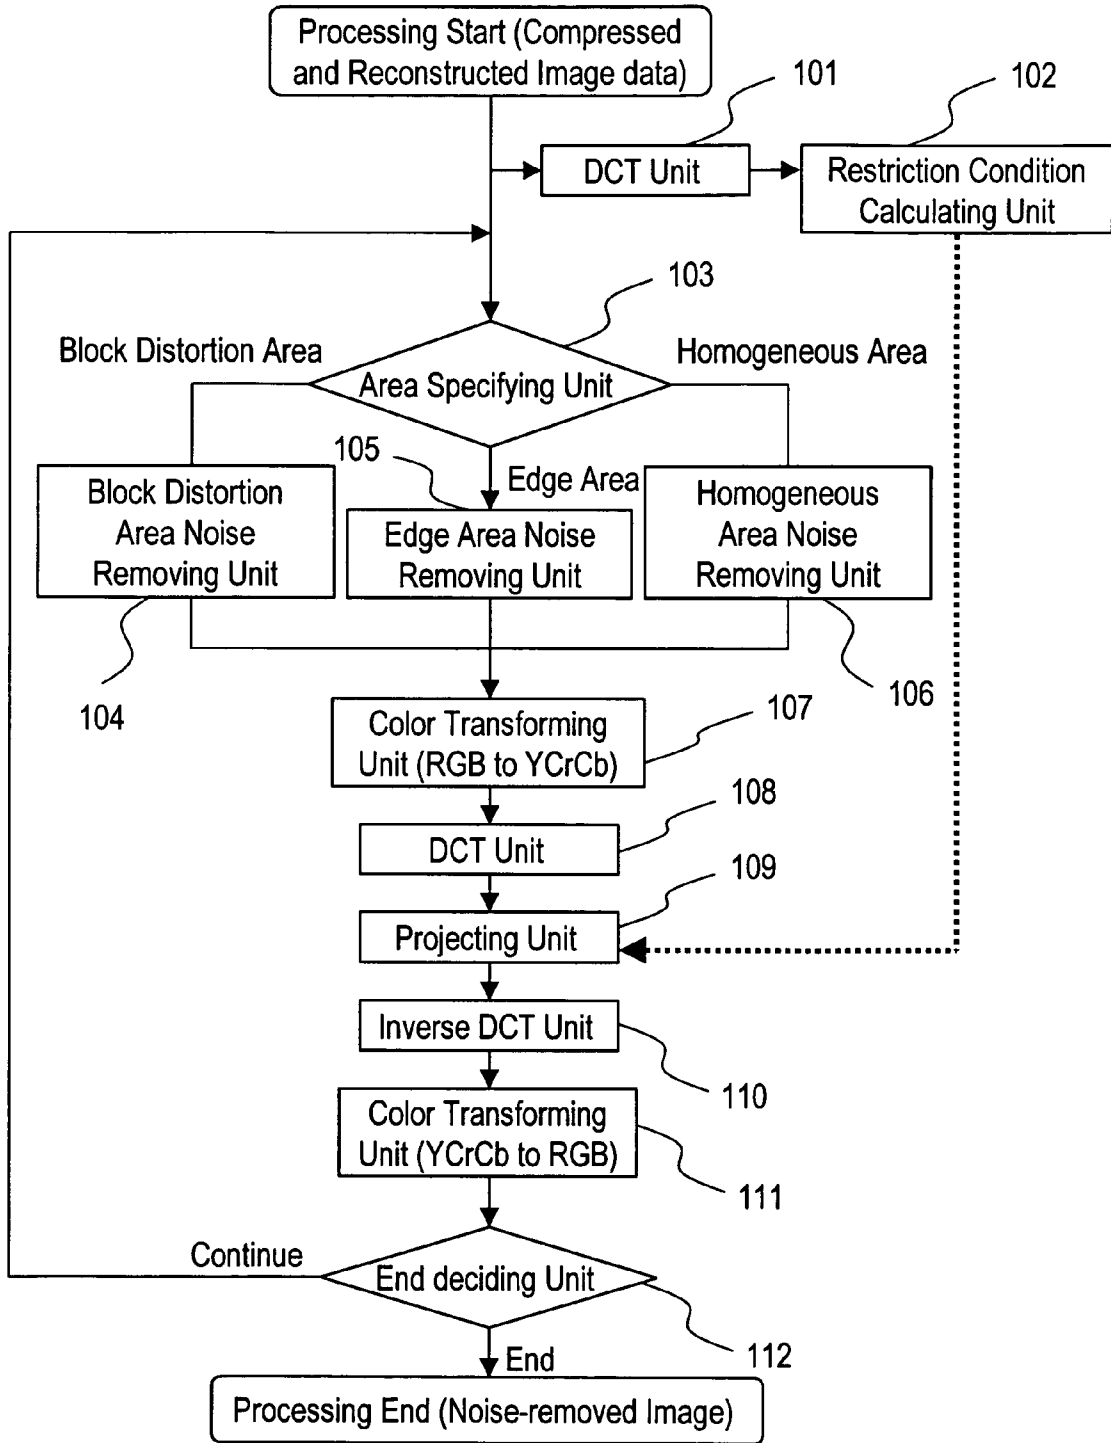 Processing Start (Compressed
and Reconstructed Image data)
101
102
DCT Unit
Restriction Condition
Calculating Unit
103
Block Distortion Area
Homogeneous Area
Area Specifying Unit
105
Edge Area
Block Distortion
Area Noise
Removing Unit
Edge Area Noise
Removing Unit
Homogeneous
Area Noise
Removing Unit
104
106
Color Transforming
Unit (RGB to YCrCb)
107
108
DCT Unit
109
Projecting Unit
Inverse DCT Unit
110
Color Transforming
Unit (YCrCb to RGB)
111
Continue
End deciding Unit
112
End
Processing End (Noise-removed Image)